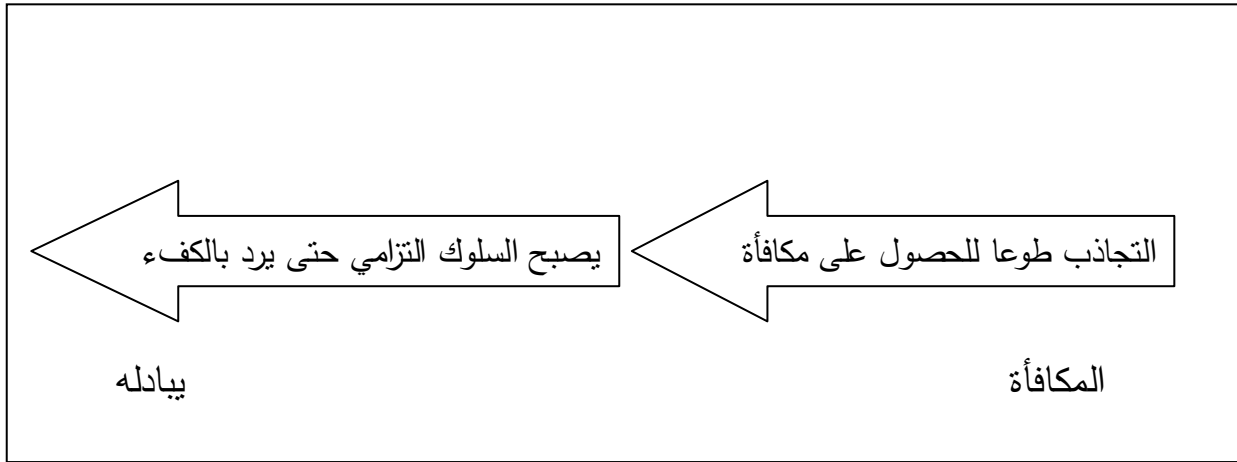 التجاذب طوعا للحصول على مكافأة
يصبح السلوك التزامي حتى يرد بالكفء
المكافأة
يبادله